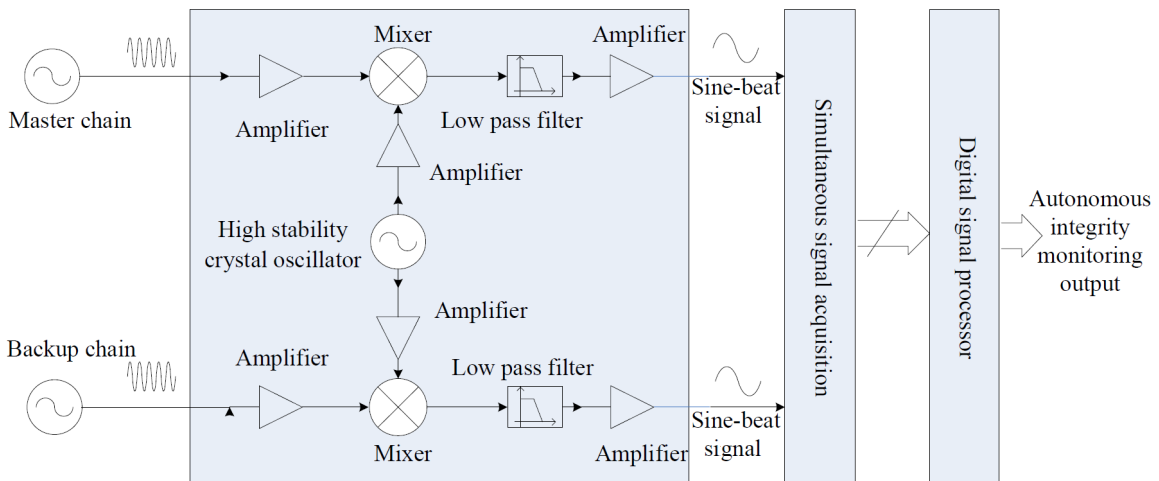 Mixer
Amplifier
Master chain
Amplifier
Low pass filter
Sine-beat
signal
Amplifier
High stability
crystal oscillator
Simultaneous signal acquisition
Digital signal processor
Autonomous
integrity
monitoring
output
Amplifier
Backup chain
Amplifier
Low pass filter
Mixer
Amplifier
Sine-beat
signal